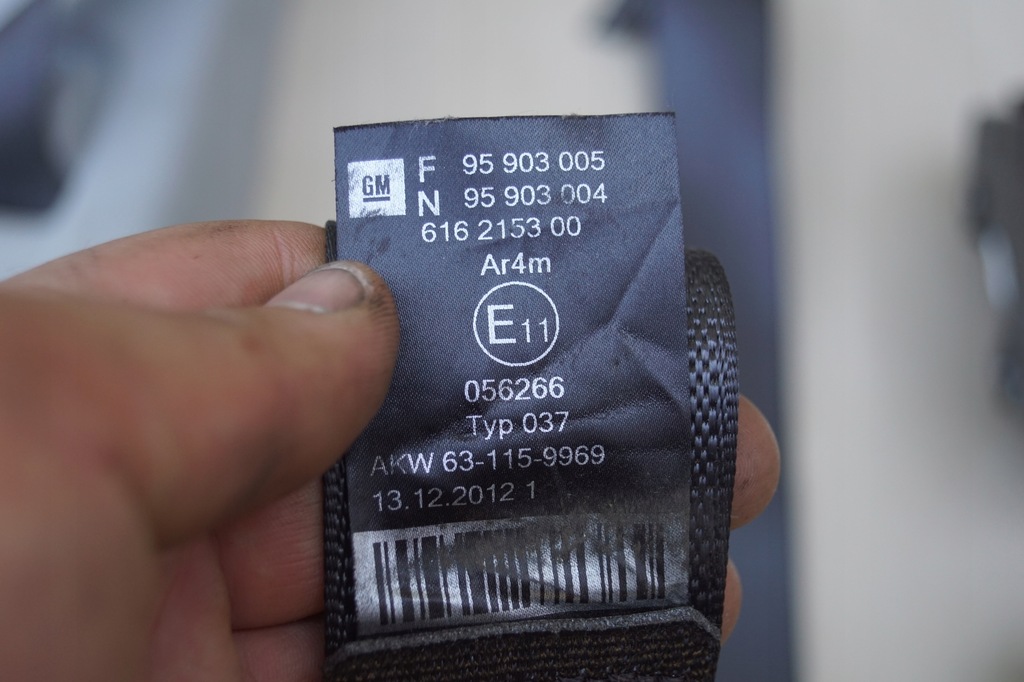 GM F 95 903 005
N 95 903 004
616 2153 00
Ar4m
E11
056266
Typ 037
AKW 63-115-9969
13.12.2012 1